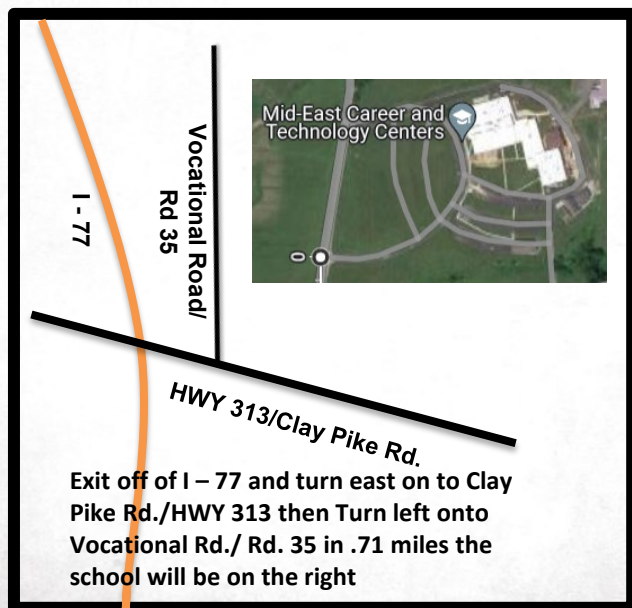 Mid-East Career and
Technology Centers
Vocational Road/
Rd 35
I - 77
HWY 313/Clay Pike Rd.
Exit off of I – 77 and turn east on to Clay
Pike Rd./HWY 313 then Turn left onto
Vocational Rd./ Rd. 35 in .71 miles the
school will be on the right